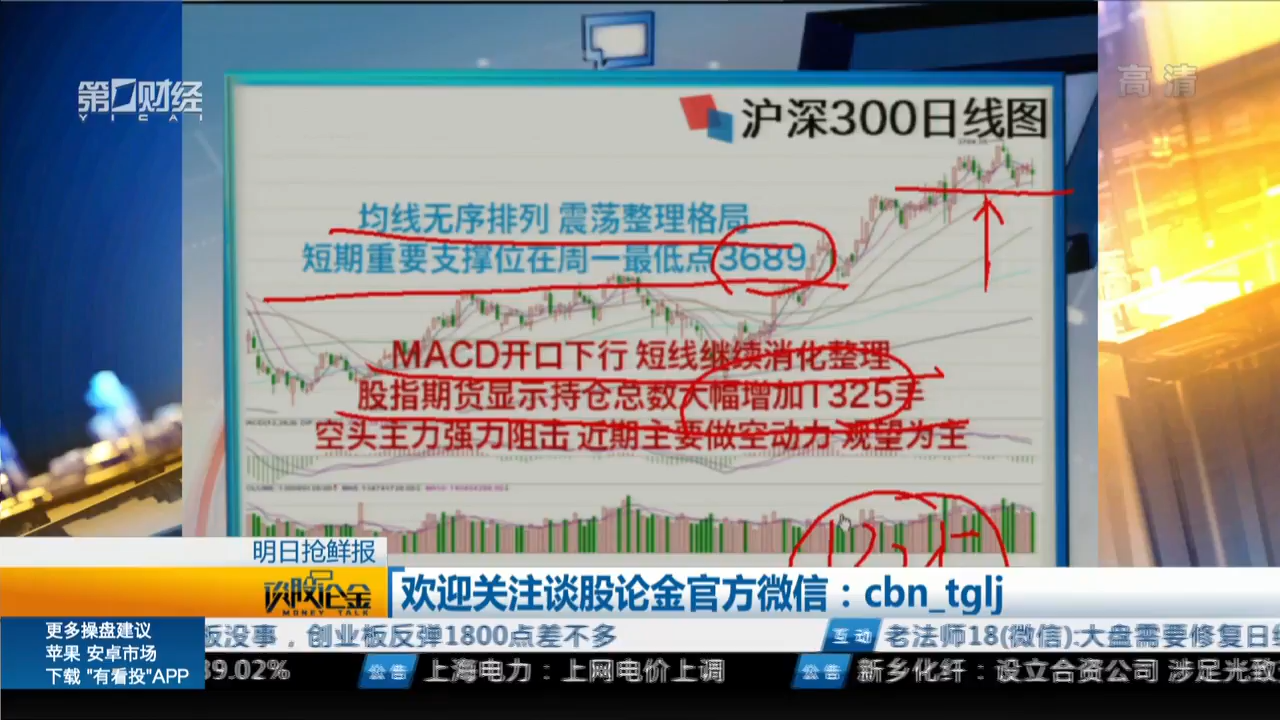 第一财经
YICAI
高清
沪深300日线图
均线无序排列 震荡整理格局
短期重要支撑位在周一最低点3689
MACD开口下行 短线继续消化整理
股指期货显示持仓总数大幅增加1325手
空头主力强力阻击 近期主要做空动力 观望为主
明日抢鲜报
谈股论金
MONEY TALK
欢迎关注谈股论金官方微信：cbn_tglj
更多操盘建议
苹果 安卓市场
下载 "有看投"APP
板没事，创业板反弹1800点差不多
互动 老法师18(微信):大盘需要修复日线
39.02%
公告 上海电力：上网电价上调
公告 新乡化纤：设立合资公司 涉足光致